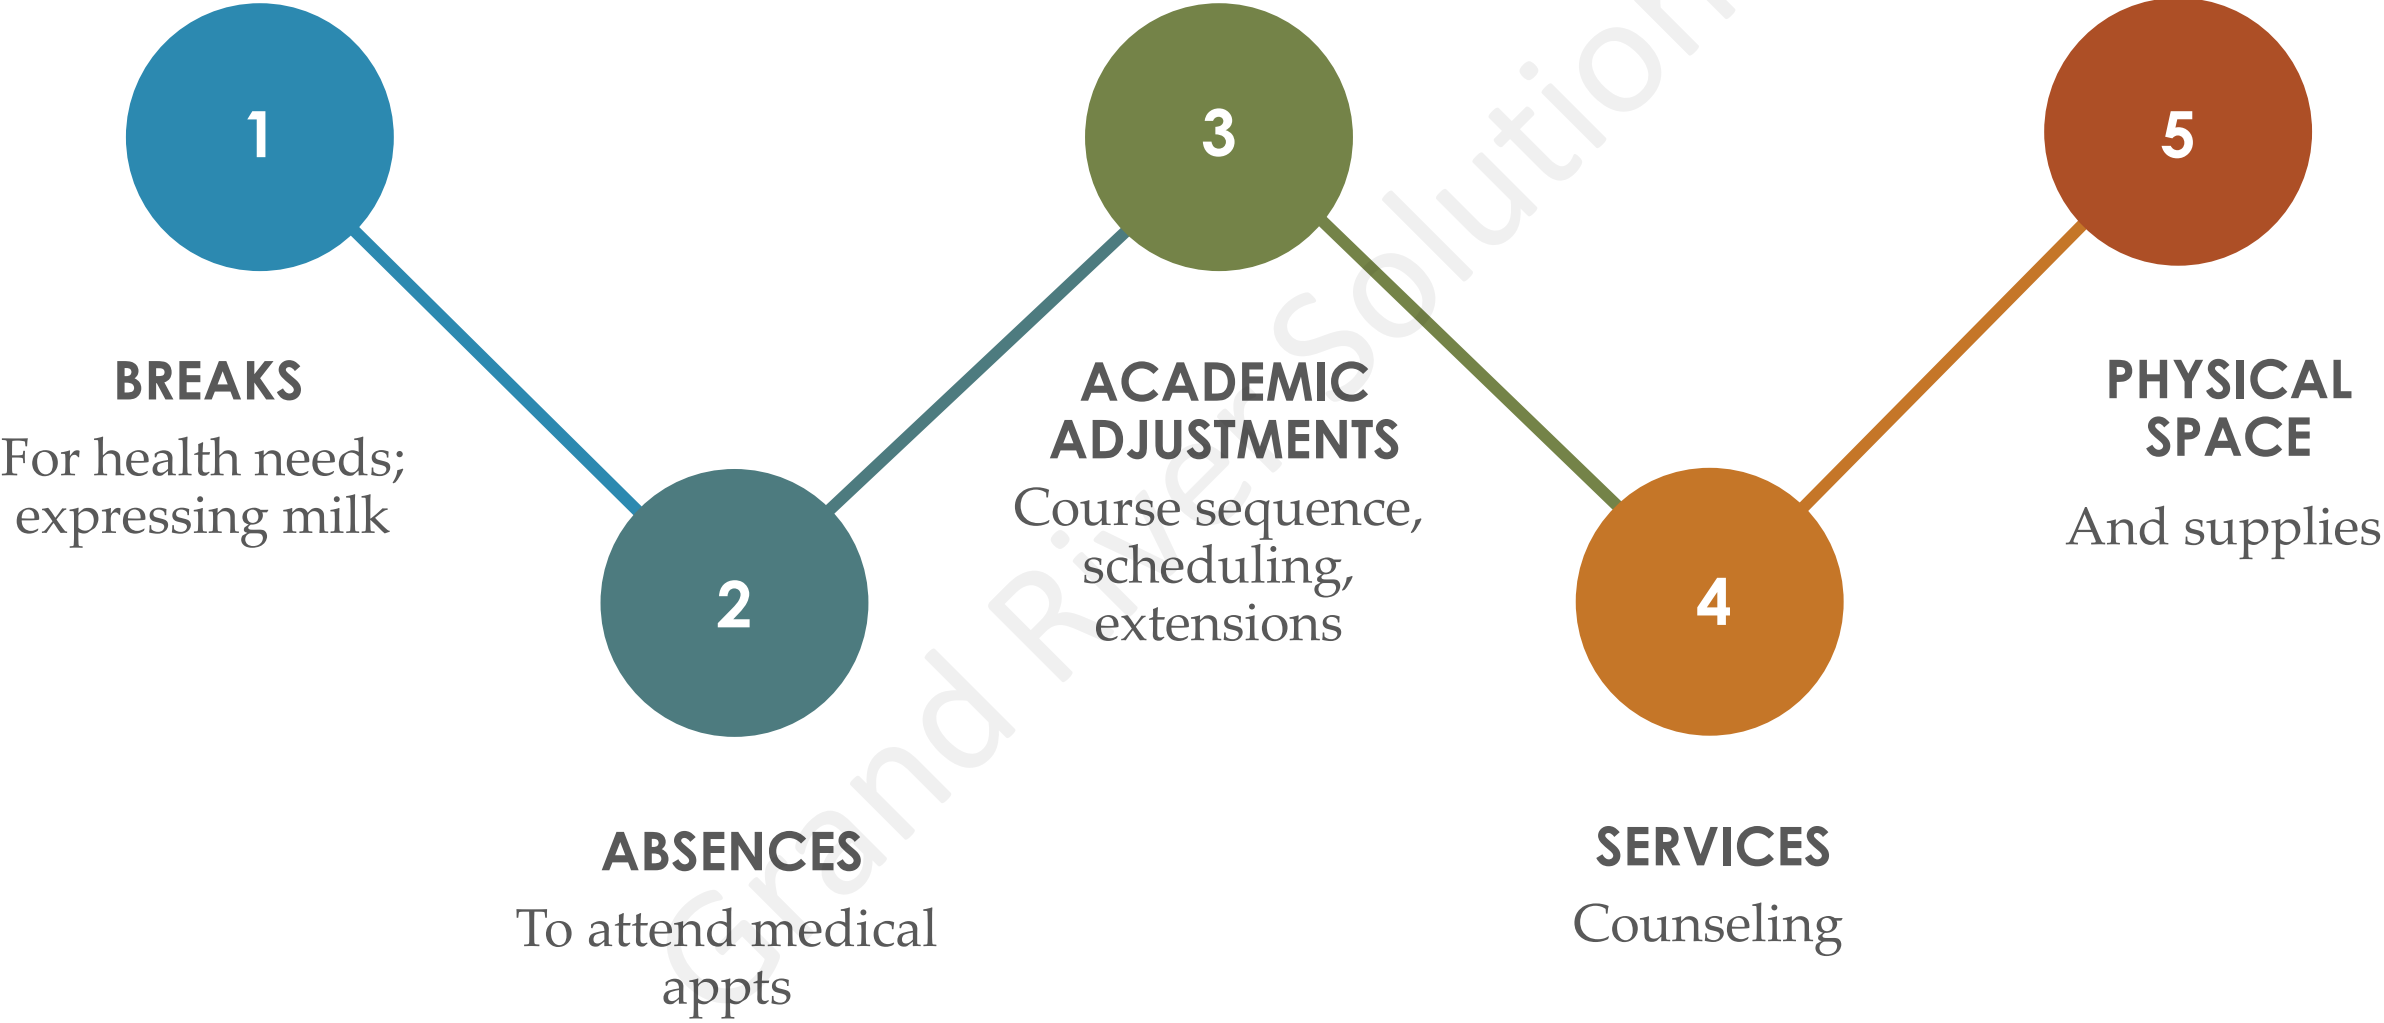 1
BREAKS
For health needs;
expressing milk
2
ABSENCES
To attend medical
appts
3
ACADEMIC
ADJUSTMENTS
Course sequence,
scheduling,
extensions
4
SERVICES
Counseling
5
PHYSICAL
SPACE
And supplies
Grand River Solution